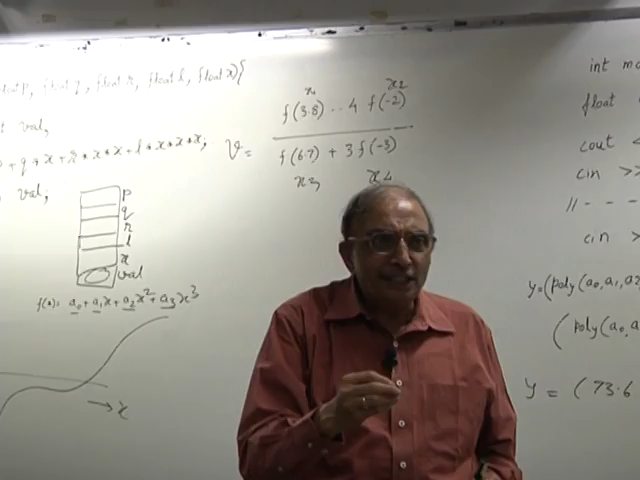 float p, float q, float r, float l, float x){
val,
+ q*x + r*x*x + l*x*x*x,
val,
p
q
r
l
x
val
f(x) = a0 + a1x + a2x² + a3x³
x
x1 x2
f(3.8) .. 4 f(-2)
V =
f(6.7) + 3 f(-3)
x3 x4
int
float
cout <
cin >>
// - - -
cin >
y = (poly(a0, a1, a2
(poly(a0, a
y = (73.6